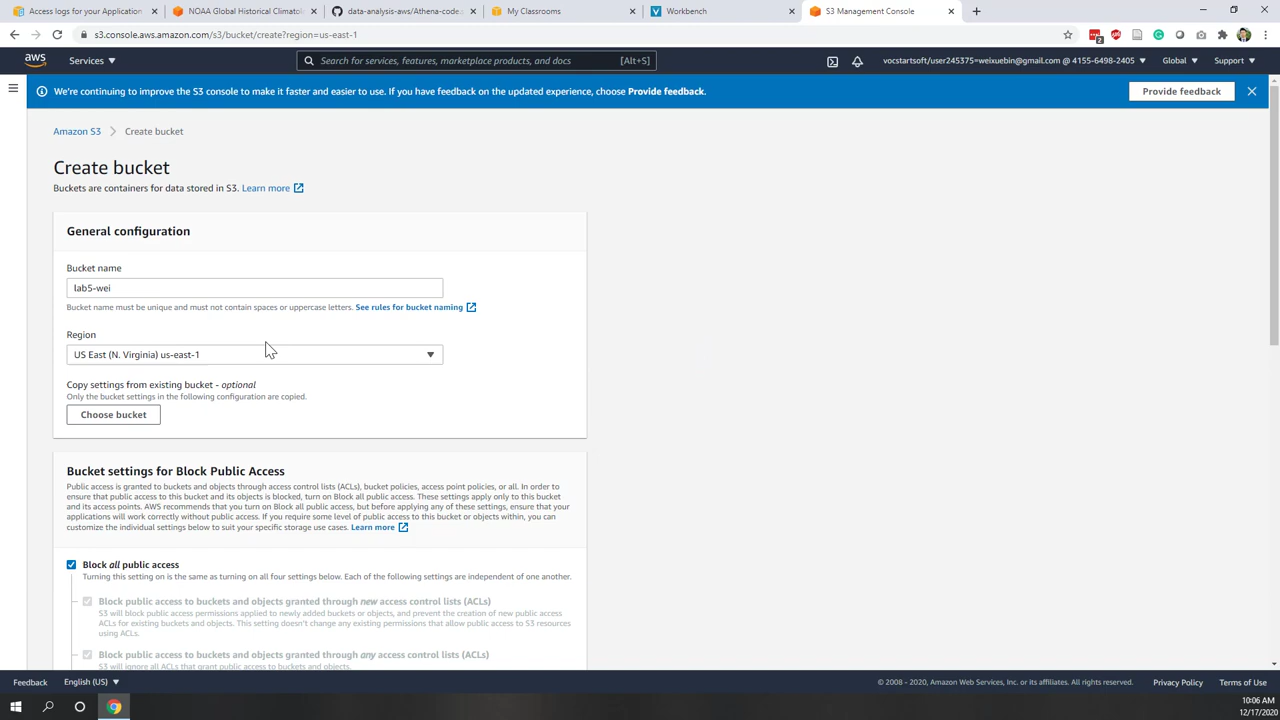 Access logs for your Application
NOAA Global Historical Climatol
data-analysis-aws/Athena-code.s
My Classrooms
Workbench
S3 Management Console
s3.console.aws.amazon.com/s3/bucket/create?region=us-east-1
aws
Services
Search for services, features, marketplace products, and docs [Alt+S]
vocstartsoft/user245375=weixuebin@gmail.com @ 4155-6498-2405
Global
Support
We're continuing to improve the S3 console to make it faster and easier to use. If you have feedback on the updated experience, choose Provide feedback.
Provide feedback
Amazon S3 > Create bucket
Create bucket
Buckets are containers for data stored in S3. Learn more
General configuration
Bucket name
lab5-wei
Bucket name must be unique and must not contain spaces or uppercase letters. See rules for bucket naming
Region
US East (N. Virginia) us-east-1
Copy settings from existing bucket - optional
Only the bucket settings in the following configuration are copied.
Choose bucket
Bucket settings for Block Public Access
Public access is granted to buckets and objects through access control lists (ACLs), bucket policies, access point policies, or all. In order to
ensure that public access to this bucket and its objects is blocked, turn on Block all public access. These settings apply only to this bucket
and its access points. AWS recommends that you turn on Block all public access, but before applying any of these settings, ensure that your
applications will work correctly without public access. If you require some level of public access to this bucket or objects within, you can
customize the individual settings below to suit your specific storage use cases. Learn more
Block all public access
Turning this setting on is the same as turning on all four settings below. Each of the following settings are independent of one another.
Block public access to buckets and objects granted through new access control lists (ACLs)
S3 will block public access permissions applied to newly added buckets or objects, and prevent the creation of new public access
ACLs for existing buckets and objects. This setting doesn't change any existing permissions that allow public access to S3 resources
using ACLs.
Block public access to buckets and objects granted through any access control lists (ACLs)
S3 will ignore all ACLs that grant public access to buckets and objects.
Feedback
English (US)
© 2008 - 2020, Amazon Web Services, Inc. or its affiliates. All rights reserved.
Privacy Policy
Terms of Use
10:06 AM
12/17/2020